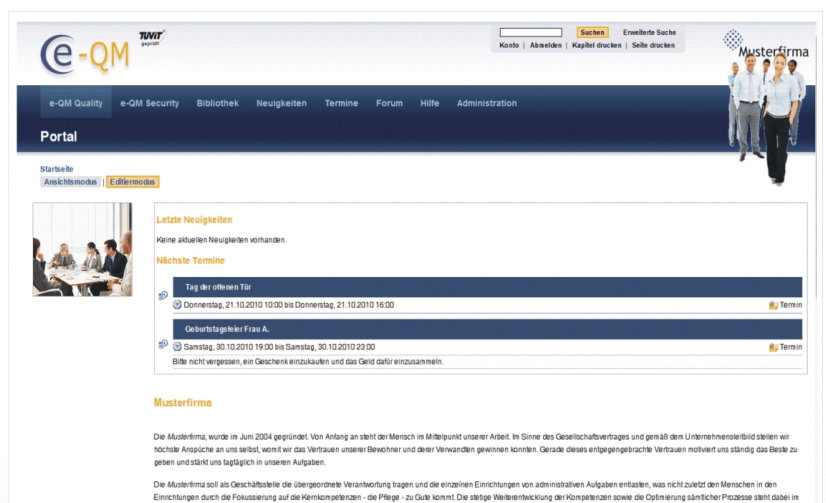 e-QM
TÜViT
geprüft
Suchen Erweiterte Suche
Konto | Abmelden | Kapitel drucken | Seite drucken
Musterfirma
e-QM Quality e-QM Security Bibliothek Neuigkeiten Termine Forum Hilfe Administration
Portal
Startseite
Ansichtsmodus | Editiermodus
Letzte Neuigkeiten
Keine aktuellen Neuigkeiten vorhanden.
Nächste Termine
Tag der offenen Tür
Donnerstag, 21.10.2010 10:00 bis Donnerstag, 21.10.2010 16:00 Termin
Geburtstagsfeier Frau A.
Samstag, 30.10.2010 19:00 bis Samstag, 30.10.2010 23:00 Termin
Bitte nicht vergessen, ein Geschenk einzukaufen und das Geld dafür einzusammeln.
Musterfirma
Die Musterfirma, wurde im Juni 2004 gegründet. Von Anfang an steht der Mensch im Mittelpunkt unserer Arbeit. Im Sinne des Gesellschaftsvertrages und gemäß dem Unternehmensleitbild stellen wir
höchste Anspüche an uns selbst, womit wir das Vertrauen unserer Bewohner und derer Verwandten gewinnen konnten. Gerade dieses entgegengebrachte Vertrauen motiviert uns ständig das Beste zu
geben und stärkt uns tagtäglich in unseren Aufgaben.
Die Musterfirma soll als Geschäftsstelle die übergeordnete Verantwortung tragen und die einzelnen Einrichtungen von administrativen Aufgaben entlasten, was nicht zuletzt den Menschen in den
Einrichtungen durch die Fokussierung auf die Kernkompetenzen - die Pflege - zu Gute kommt. Die stetige Weiterentwicklung der Kompetenzen sowie die Optimierung sämtlicher Prozesse steht dabei im